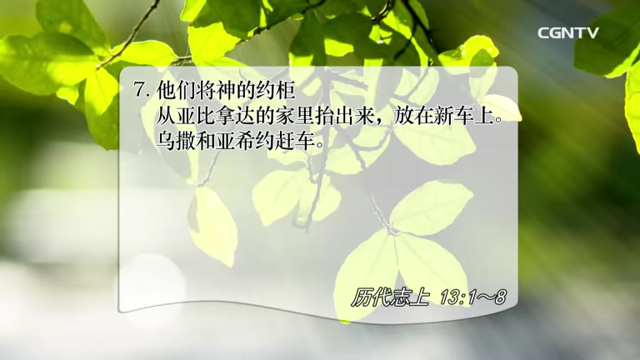 CGNTV
7. 他们将神的约柜
从亚比拿达的家里抬出来，放在新车上。
乌撒和亚希约赶车。
历代志上 13:1～8